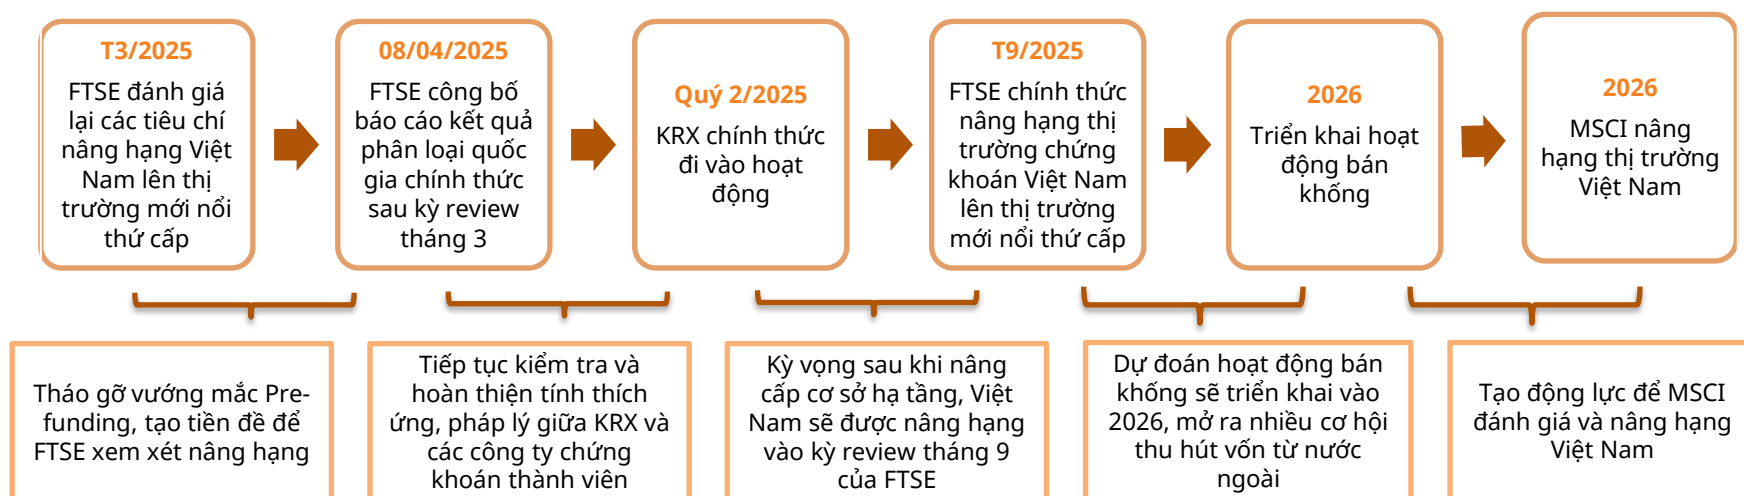 T3/2025
FTSE đánh giá
lại các tiêu chí
nâng hạng Việt
Nam lên thị
trường mới nổi
thứ cấp
08/04/2025
FTSE công bố
báo cáo kết quả
phân loại quốc
gia chính thức
sau kỳ review
tháng 3
Quý 2/2025
KRX chính thức
đi vào hoạt
động
T9/2025
FTSE chính thức
nâng hạng thị
trường chứng
khoán Việt Nam
lên thị trường
mới nổi thứ cấp
2026
Triển khai hoạt
động bán
khống
2026
MSCI nâng
hạng thị trường
Việt Nam
Tháo gỡ vướng mắc Pre-
funding, tạo tiền đề để
FTSE xem xét nâng hạng
Tiếp tục kiểm tra và
hoàn thiện tính thích
ứng, pháp lý giữa KRX và
các công ty chứng
khoán thành viên
Kỳ vọng sau khi nâng
cấp cơ sở hạ tầng, Việt
Nam sẽ được nâng hạng
vào kỳ review tháng 9
của FTSE
Dự đoán hoạt động bán
khống sẽ triển khai vào
2026, mở ra nhiều cơ hội
thu hút vốn từ nước
ngoài
Tạo động lực để MSCI
đánh giá và nâng hạng
Việt Nam